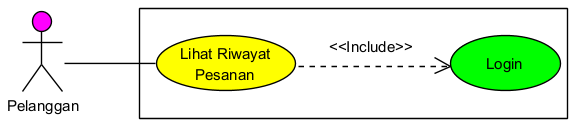 <<Include>>
Lihat Riwayat
Pesanan
Login
Pelanggan